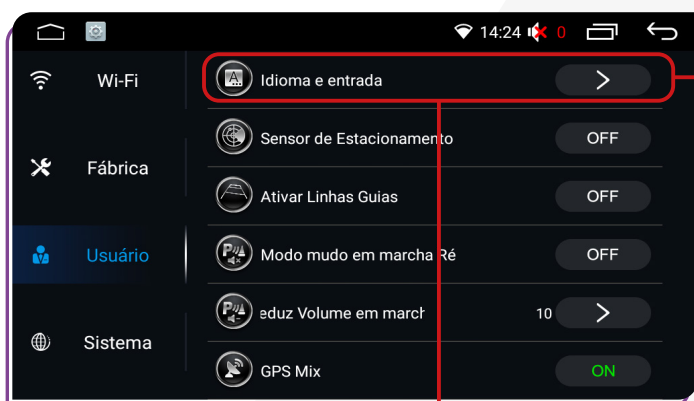 14:24 0
Wi-Fi
Fábrica
Usuário
Sistema
Idioma e entrada
Sensor de Estacionamento OFF
Ativar Linhas Guias OFF
Modo mudo em marcha Ré OFF
eduz Volume em march 10
GPS Mix ON